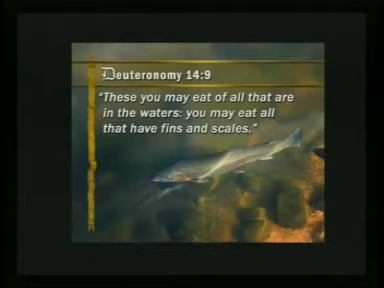 Deuteronomy 14:9
“These you may eat of all that are
in the waters: you may eat all
that have fins and scales.”